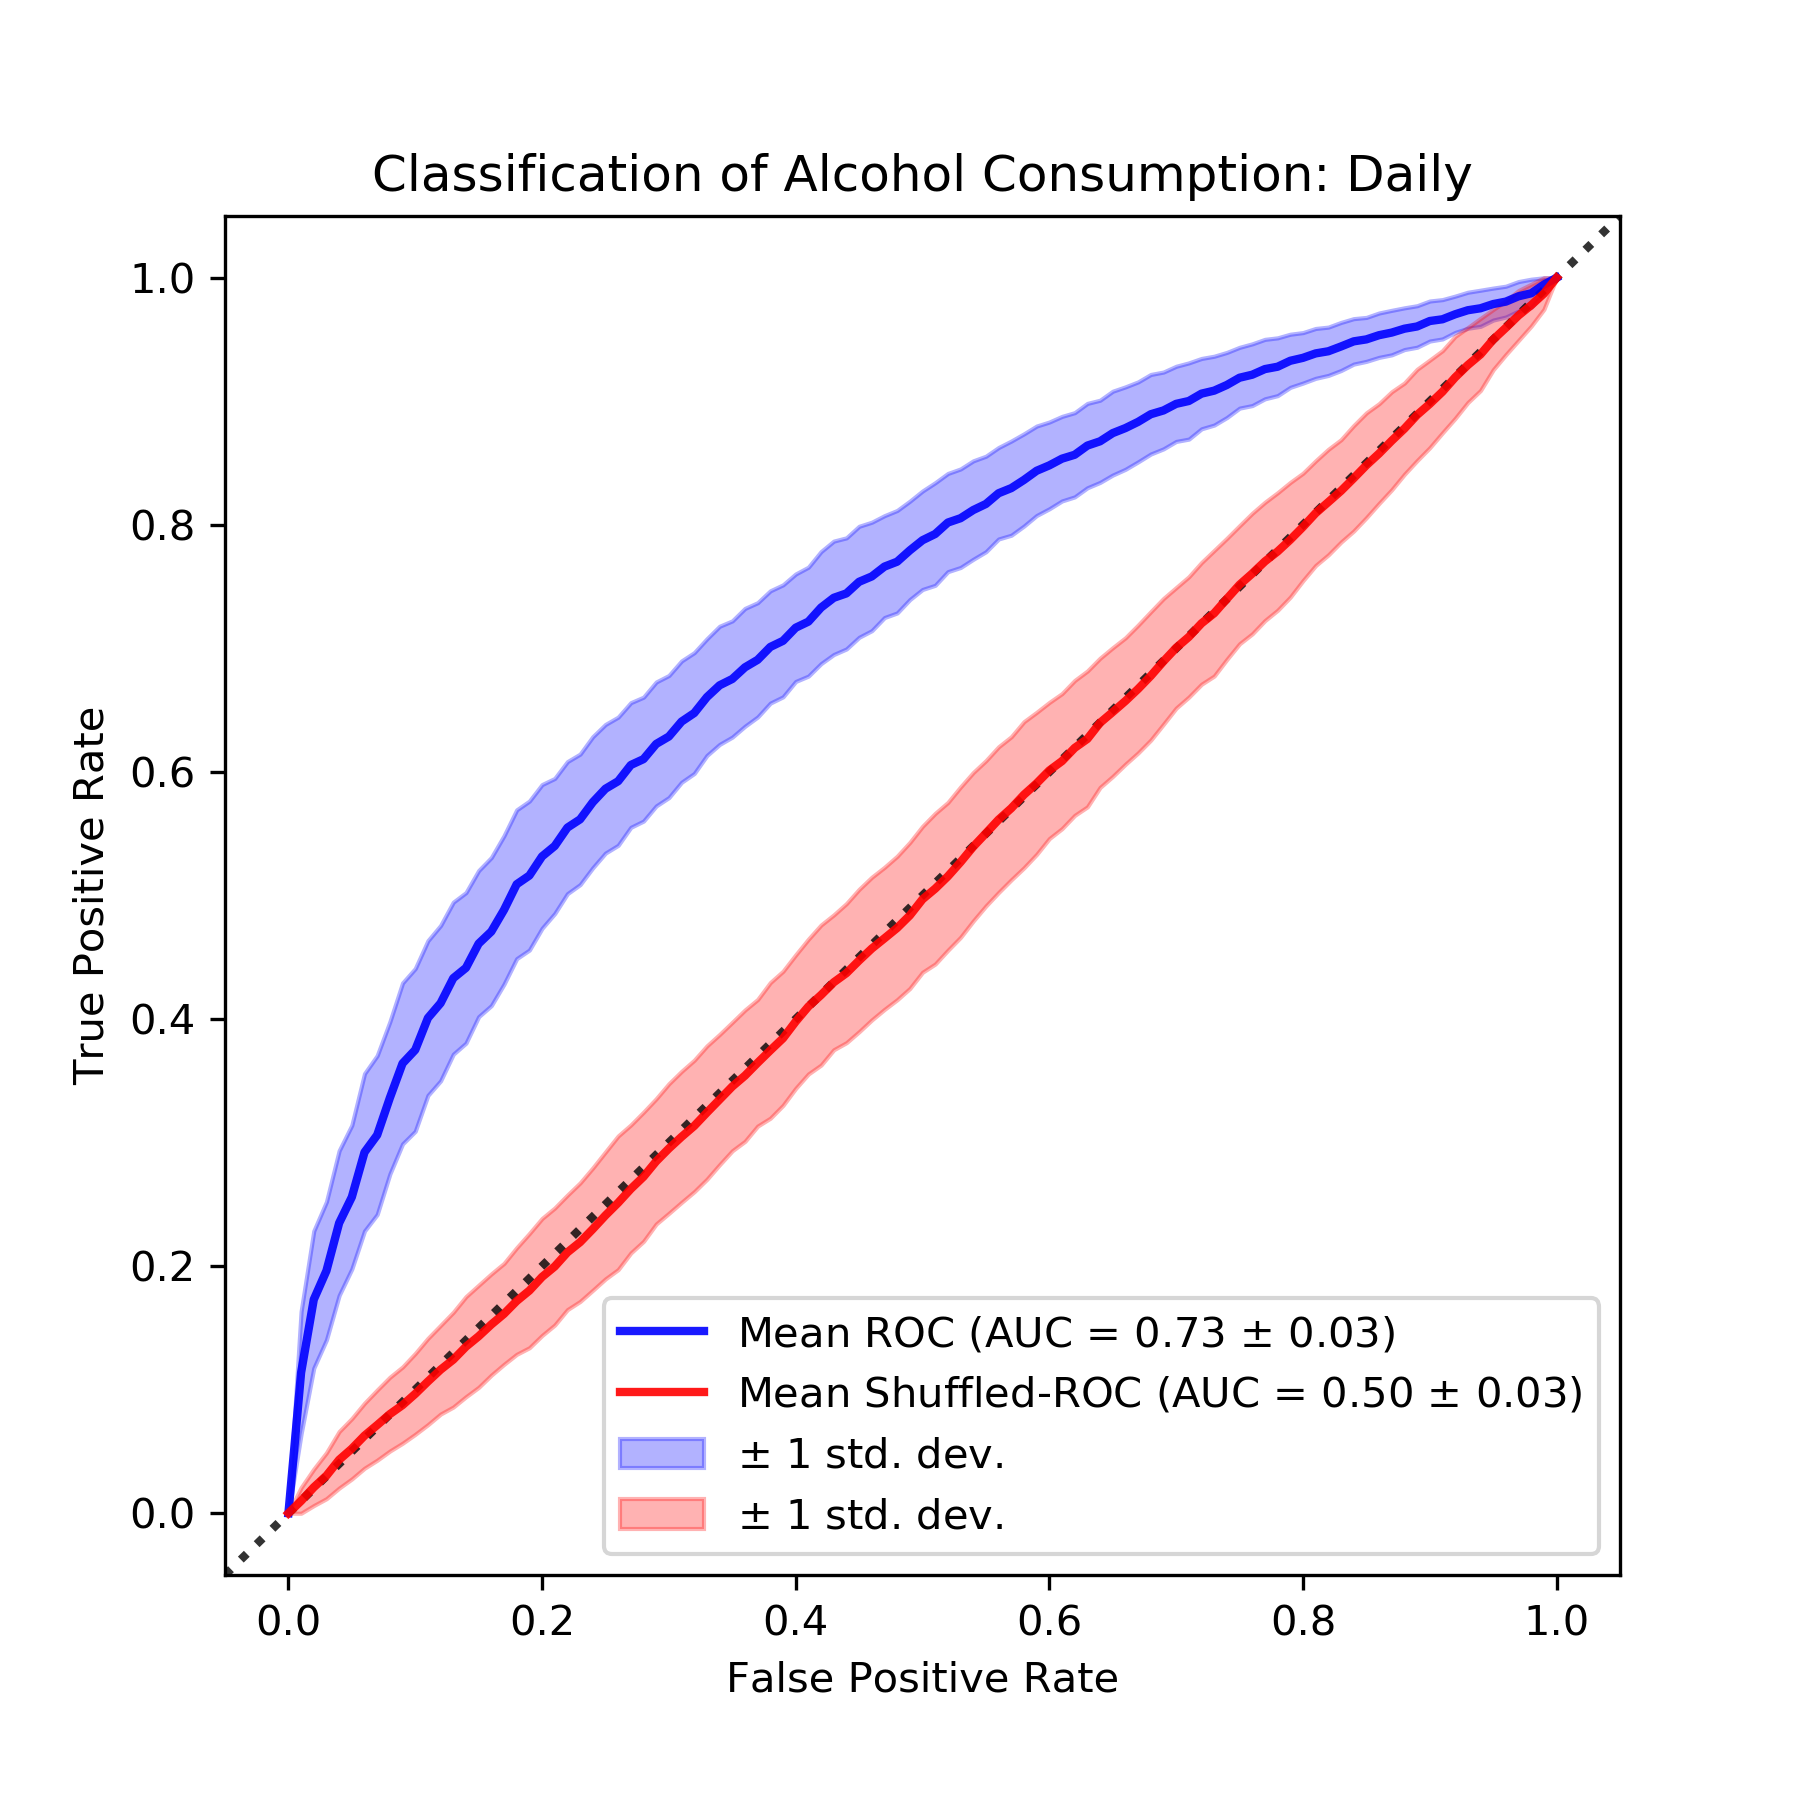 Classification of Alcohol Consumption: Daily
1.0
0.8
0.6
0.4
0.2
0.0
True Positive Rate
Mean ROC (AUC = 0.73 ± 0.03)
Mean Shuffled-ROC (AUC = 0.50 ± 0.03)
± 1 std. dev.
± 1 std. dev.
0.0 0.2 0.4 0.6 0.8 1.0
False Positive Rate